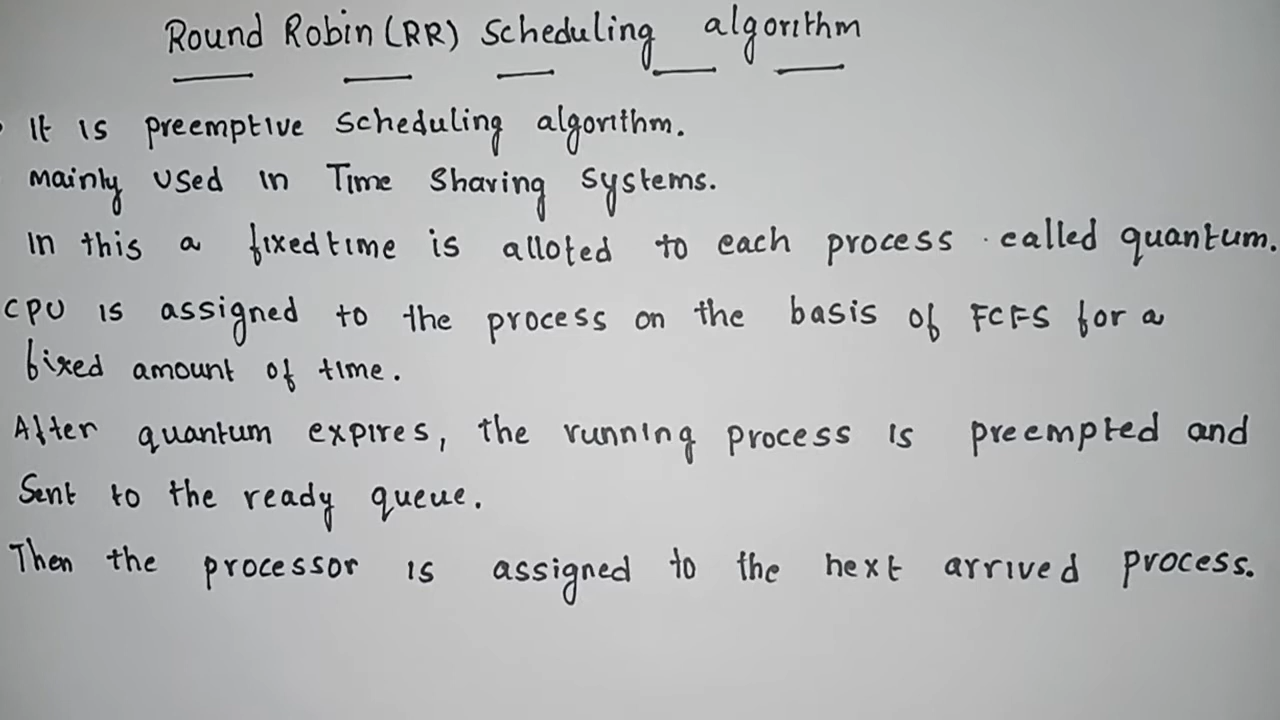 Round Robin (RR) Scheduling algorithm
It is preemptive scheduling algorithm.
mainly used in Time Sharing Systems.
In this a fixed time is alloted to each process called quantum.
CPU is assigned to the process on the basis of FCFS for a
fixed amount of time.
After quantum expires, the running process is preempted and
Sent to the ready queue.
Then the processor is assigned to the next arrived process.